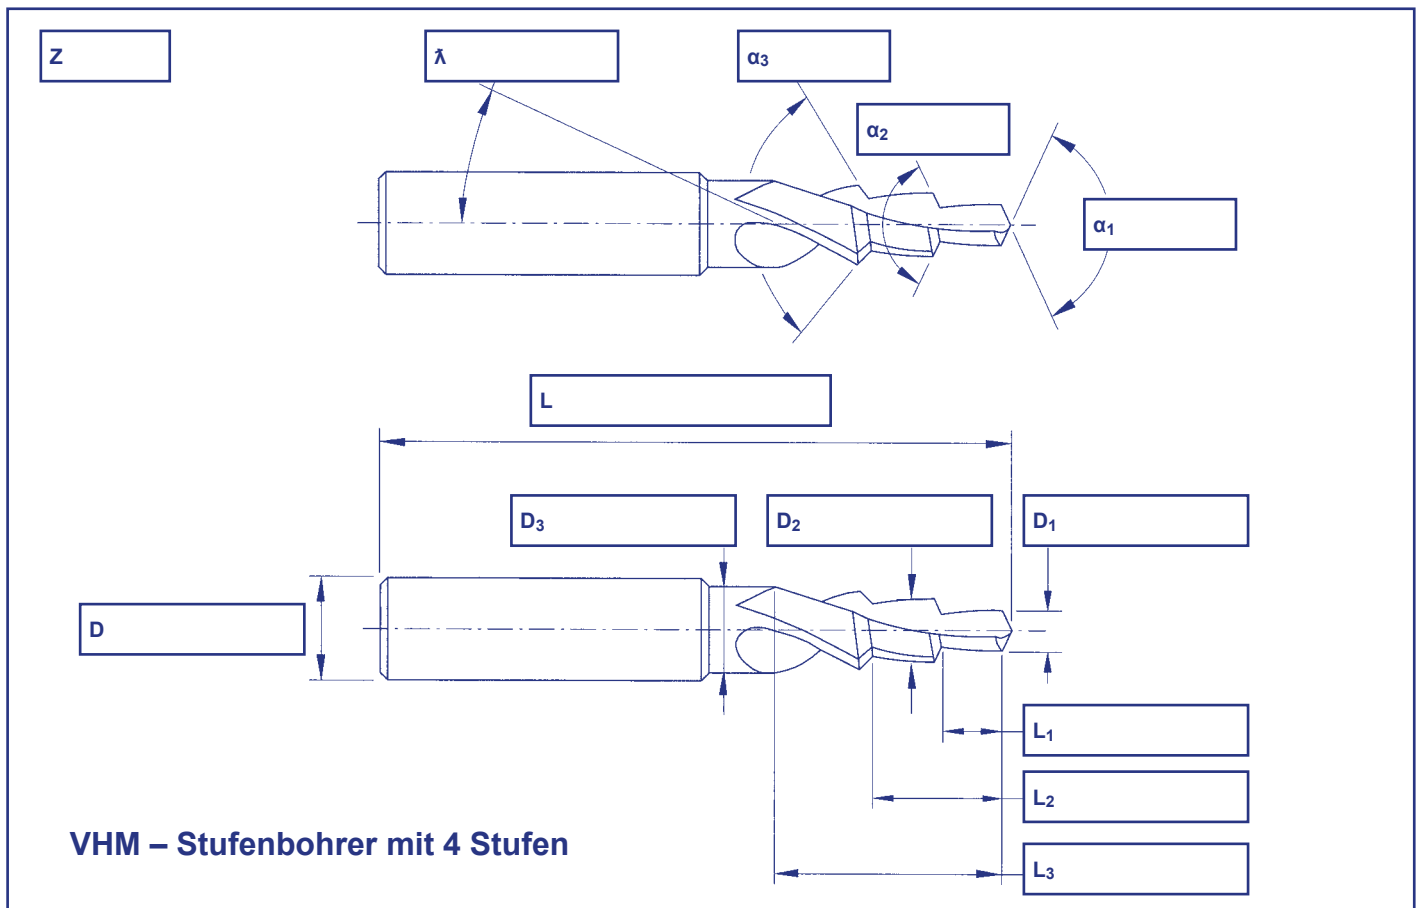 Z
ƛ
α₃
α₂
α₁
L
D₃
D₂
D₁
D
L₁
L₂
VHM – Stufenbohrer mit 4 Stufen
L₃